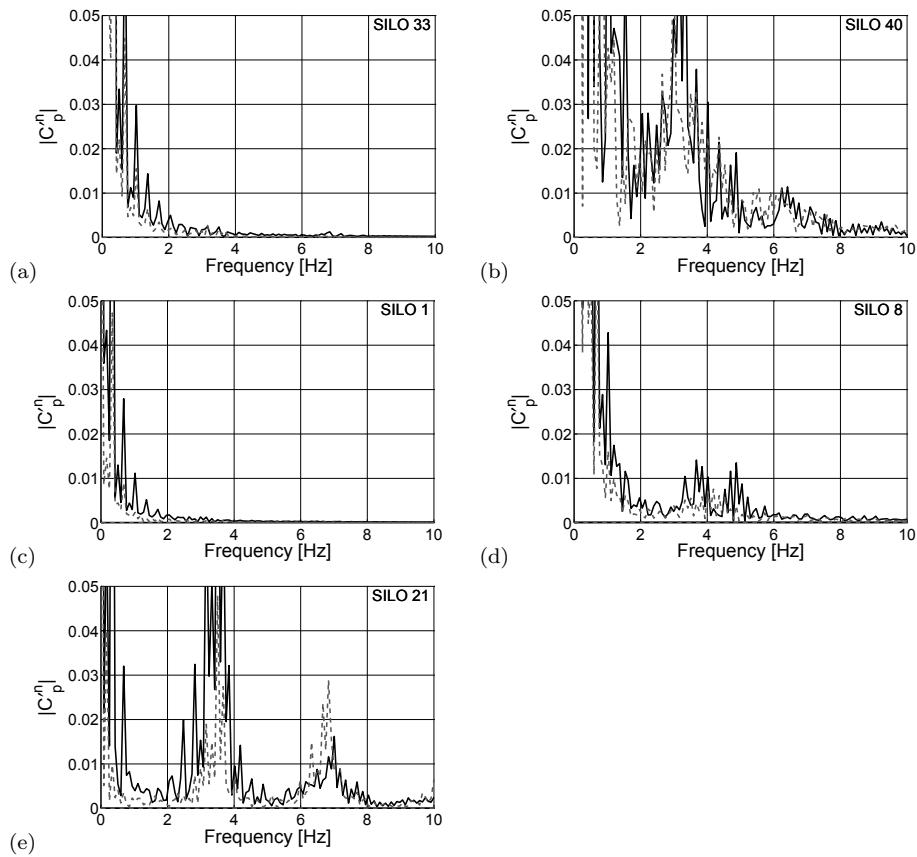 SILO 33
0.05
0.04
0.03
0.02
0.01
0
|C′ⁿₚ|
0 2 4 6 8 10
Frequency [Hz]
(a)
SILO 40
0.05
0.04
0.03
0.02
0.01
0
|C′ⁿₚ|
0 2 4 6 8 10
Frequency [Hz]
(b)
SILO 1
0.05
0.04
0.03
0.02
0.01
0
|C′ⁿₚ|
0 2 4 6 8 10
Frequency [Hz]
(c)
SILO 8
0.05
0.04
0.03
0.02
0.01
0
|C′ⁿₚ|
0 2 4 6 8 10
Frequency [Hz]
(d)
SILO 21
0.05
0.04
0.03
0.02
0.01
0
|C′ⁿₚ|
0 2 4 6 8 10
Frequency [Hz]
(e)